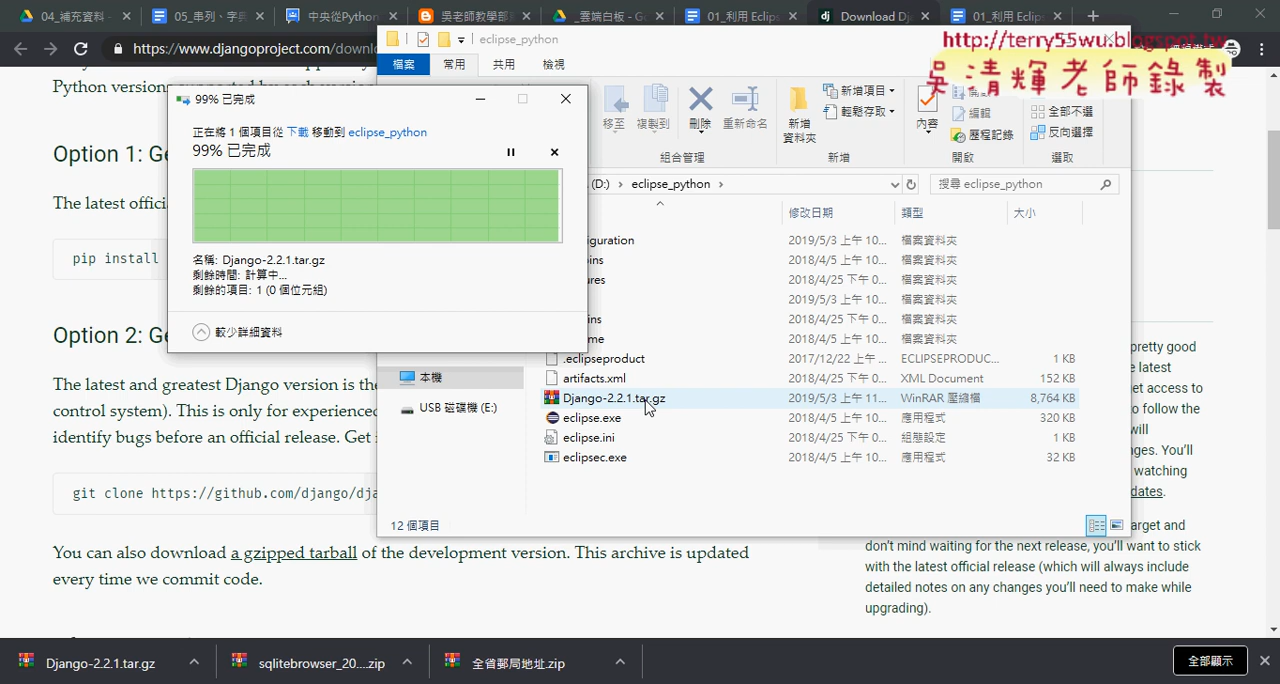 04_補充資料 -
05_串列、字典
中央從Python
吳老師教學部
_雲端白板 - Go
01_利用 Eclips
Download Dj
01_利用 Eclip
https://www.djangoproject.com/downlo
http://terry55wu.blogspot.tw
吳清輝老師錄製
eclipse_python
檔案
常用
共用
檢視
移至
複製到
刪除
重新命名
新增
資料夾
新增項目
輕鬆存取
組合管理
新增
內容
編輯
歷程記錄
開啟
全部不選
反向選擇
選取
(D:) › eclipse_python ›
搜尋 eclipse_python
修改日期
類型
大小
figuration 2019/5/3 上午 10... 檔案資料夾
2018/4/5 上午 10... 檔案資料夾
ures 2018/4/25 下午 0... 檔案資料夾
2019/5/3 上午 10... 檔案資料夾
ins 2018/4/25 下午 0... 檔案資料夾
me 2018/4/5 上午 10... 檔案資料夾
.eclipseproduct 2017/12/22 上午 ... ECLIPSEPRODUC... 1 KB
artifacts.xml 2018/4/25 下午 0... XML Document 152 KB
Django-2.2.1.tar.gz 2019/5/3 上午 11... WinRAR 壓縮檔 8,764 KB
eclipse.exe 2018/4/5 上午 10... 應用程式 320 KB
eclipse.ini 2018/4/25 下午 0... 組態設定 1 KB
eclipsec.exe 2018/4/5 上午 10... 應用程式 32 KB
本機
USB 磁碟機 (E:)
12 個項目
99% 已完成
正在將 1 個項目從 下載 移動到 eclipse_python
99% 已完成
名稱: Django-2.2.1.tar.gz
剩餘時間: 計算中...
剩餘的項目: 1 (0 個位元組)
較少詳細資料
Python version
Option 1: Ge
The latest offici
pip install
Option 2: Ge
The latest and greatest Django version is the
control system). This is only for experienced
identify bugs before an official release. Get i
git clone https://github.com/django/dja
You can also download a gzipped tarball of the development version. This archive is updated
every time we commit code.
pretty good
e latest
get access to
to follow the
will
nges. You’ll
watching
dates.
arget and
don’t mind waiting for the next release, you’ll want to stick
with the latest official release (which will always include
detailed notes on any changes you’ll need to make while
upgrading).
Django-2.2.1.tar.gz
sqlitebrowser_20....zip
全曾郵局地址.zip
全部顯示